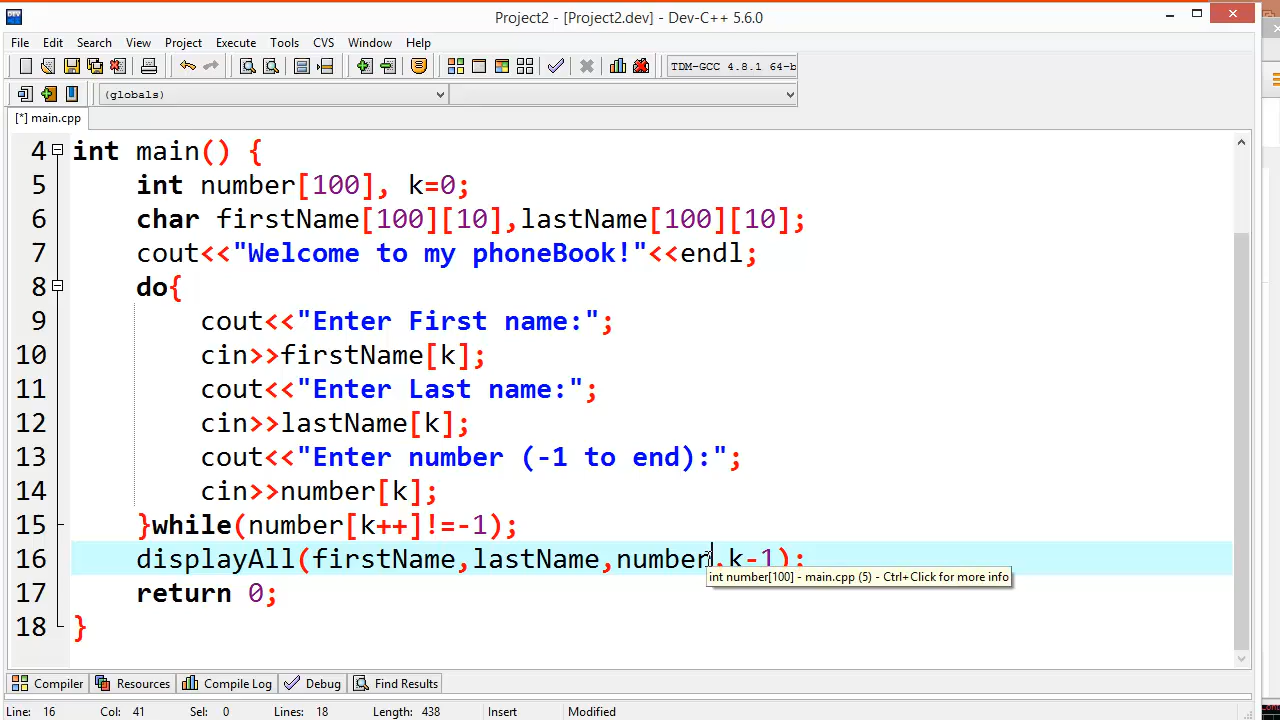 Project2 - [Project2.dev] - Dev-C++ 5.6.0
File Edit Search View Project Execute Tools CVS Window Help
TDM-GCC 4.8.1 64-b
(globals)
[*] main.cpp
4 int main() {
5 int number[100], k=0;
6 char firstName[100][10],lastName[100][10];
7 cout<<"Welcome to my phoneBook!"<<endl;
8 do{
9 cout<<"Enter First name:";
10 cin>>firstName[k];
11 cout<<"Enter Last name:";
12 cin>>lastName[k];
13 cout<<"Enter number (-1 to end):";
14 cin>>number[k];
15 }while(number[k++]!=-1);
16 displayAll(firstName,lastName,number,k-1);
int number[100] - main.cpp (5) - Ctrl+Click for more info
17 return 0;
18 }
Compiler Resources Compile Log Debug Find Results
Line: 16 Col: 41 Sel: 0 Lines: 18 Length: 438 Insert Modified